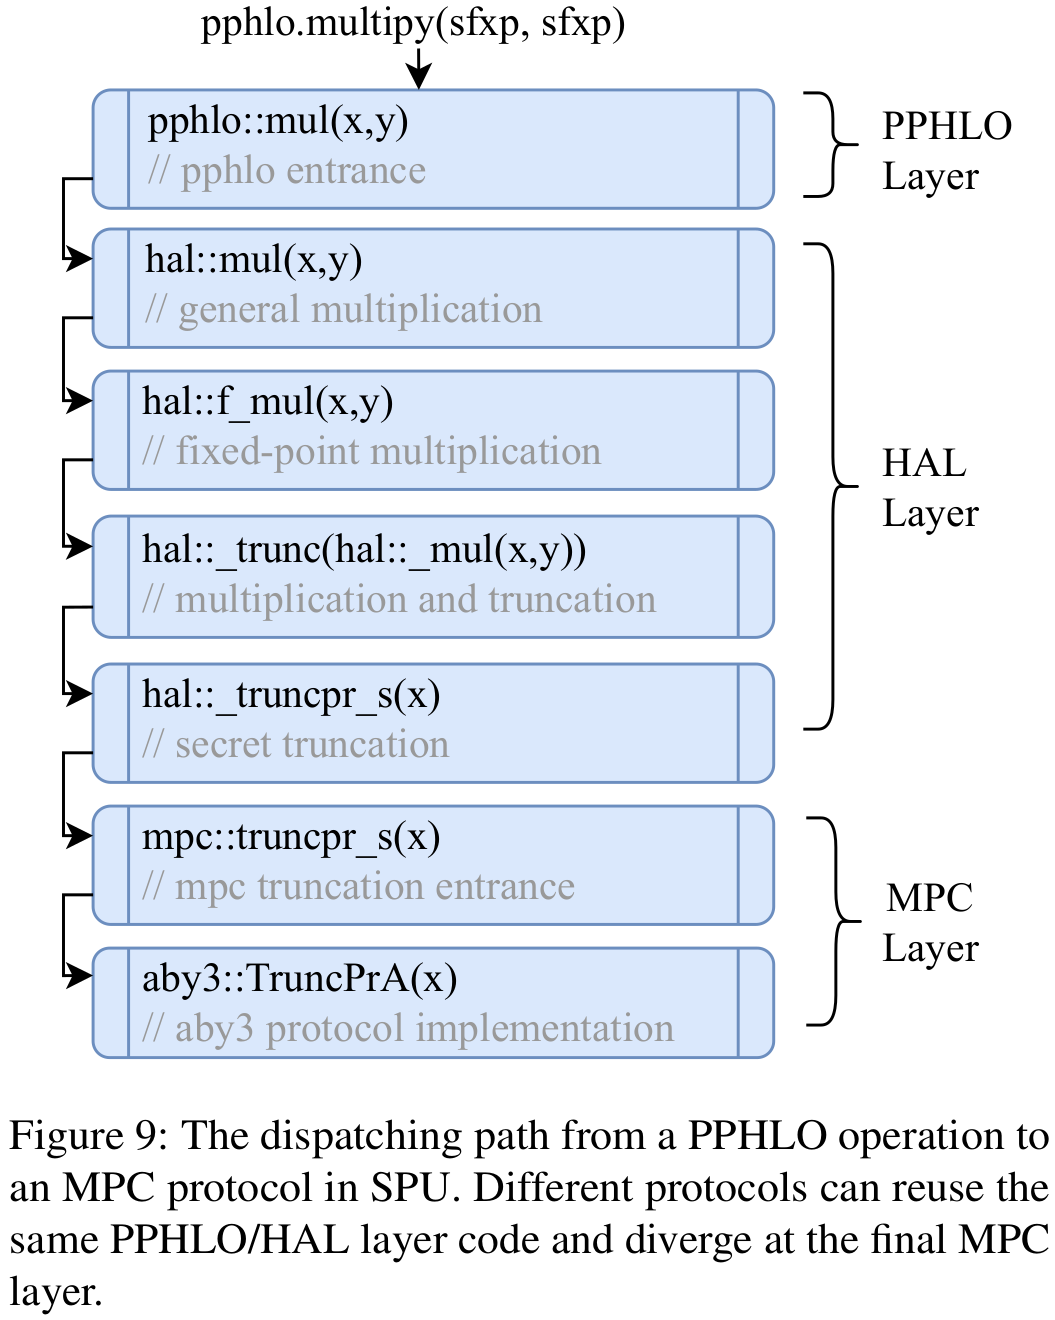 pphlo.multipy(sfxp, sfxp)
pphlo::mul(x,y)
// pphlo entrance
PPHLO
Layer
hal::mul(x,y)
// general multiplication
hal::f_mul(x,y)
// fixed-point multiplication
HAL
Layer
hal::_trunc(hal::_mul(x,y))
// multiplication and truncation
hal::_truncpr_s(x)
// secret truncation
mpc::truncpr_s(x)
// mpc truncation entrance
MPC
Layer
aby3::TruncPrA(x)
// aby3 protocol implementation
Figure 9: The dispatching path from a PPHLO operation to
an MPC protocol in SPU. Different protocols can reuse the
same PPHLO/HAL layer code and diverge at the final MPC
layer.